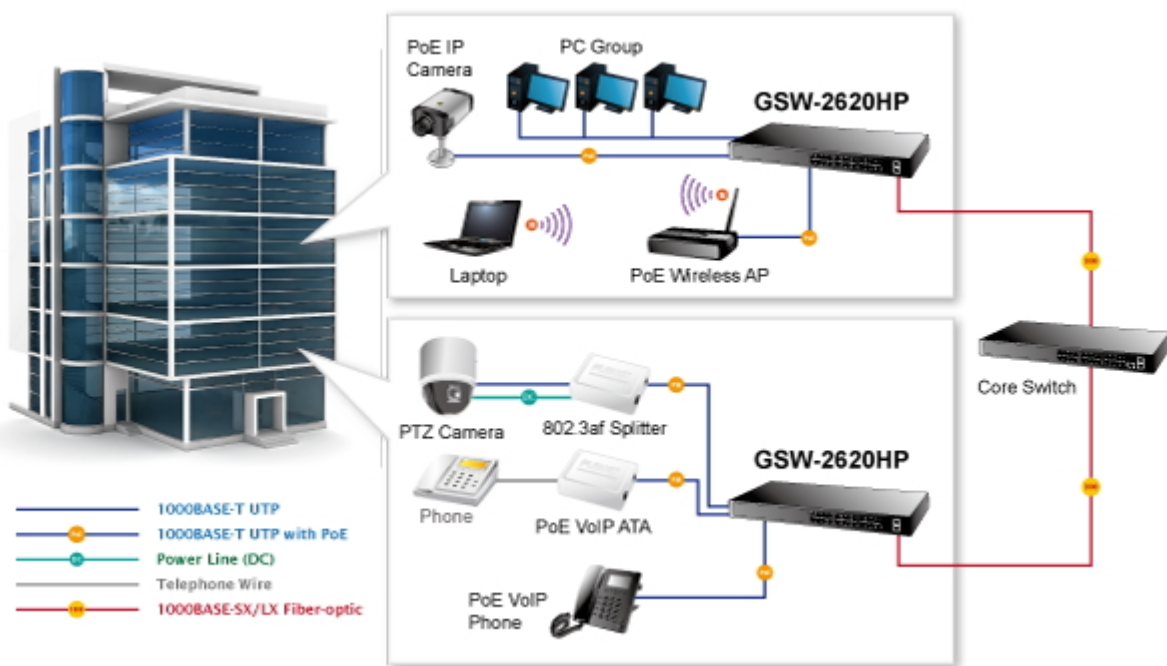 PoE IP
Camera
PC Group
GSW-2620HP
Laptop
PoE Wireless AP
Core Switch
PTZ Camera
802.3af Splitter
GSW-2620HP
Phone
PoE VoIP ATA
PoE VoIP
Phone
1000BASE-T UTP
PoE
1000BASE-T UTP with PoE
DC
Power Line (DC)
Telephone Wire
1000BASE-SX/LX Fiber-optic